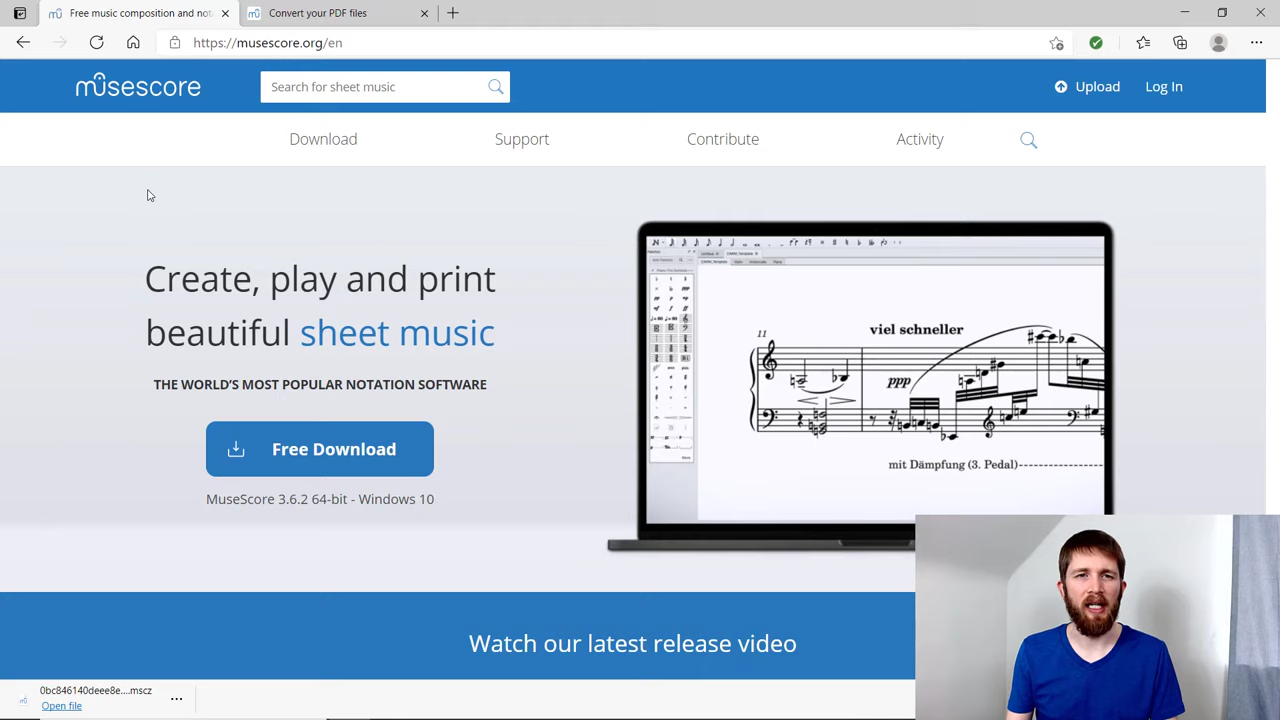 Free music composition and not
Convert your PDF files
https://musescore.org/en
musescore
Search for sheet music
Upload
Log In
Download
Support
Contribute
Activity
Create, play and print
beautiful sheet music
THE WORLD'S MOST POPULAR NOTATION SOFTWARE
Free Download
MuseScore 3.6.2 64-bit - Windows 10
11
viel schneller
ppp
mit Dämpfung (3. Pedal)
Watch our latest release video
0bc846140deee8e....mscz
Open file